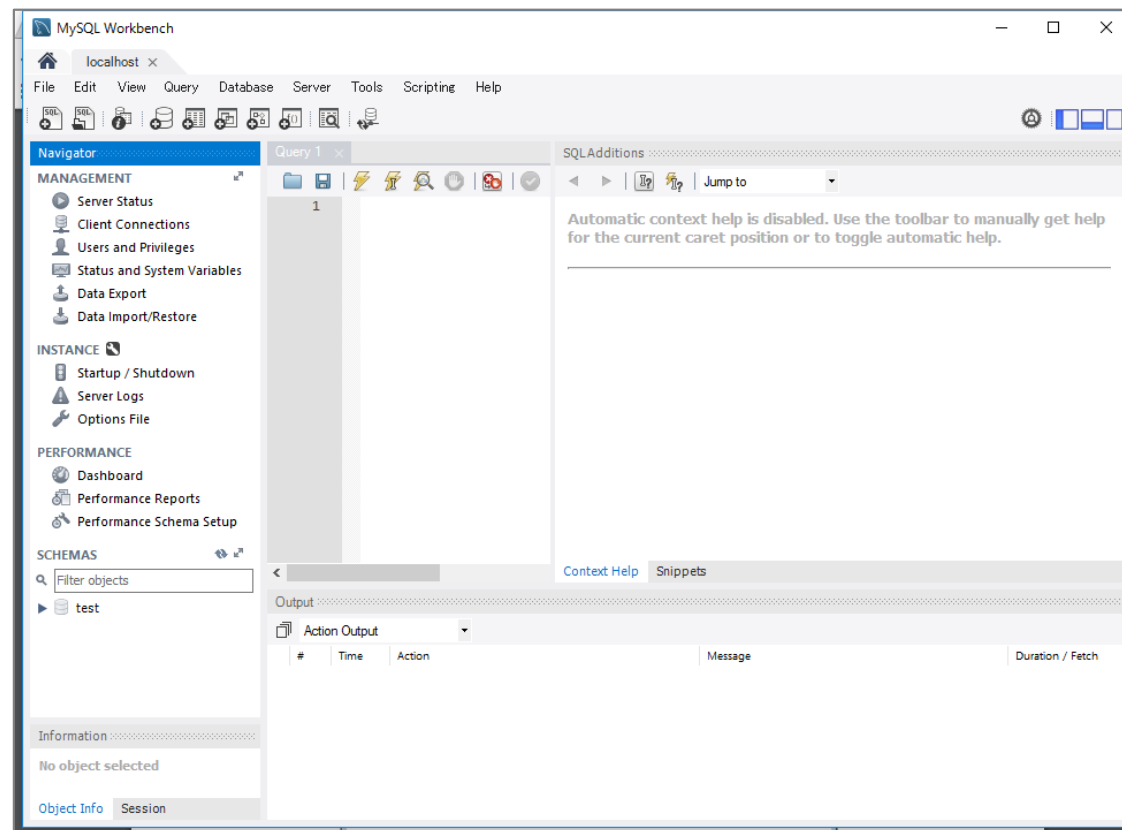 MySQL Workbench
localhost
File Edit View Query Database Server Tools Scripting Help
SQL SQL
Navigator
MANAGEMENT
Server Status
Client Connections
Users and Privileges
Status and System Variables
Data Export
Data Import/Restore
INSTANCE
Startup / Shutdown
Server Logs
Options File
PERFORMANCE
Dashboard
Performance Reports
Performance Schema Setup
SCHEMAS
Filter objects
test
Information
No object selected
Object Info Session
Query 1
1
SQLAdditions
Jump to
Automatic context help is disabled. Use the toolbar to manually get help
for the current caret position or to toggle automatic help.
Context Help Snippets
Output
Action Output
# Time Action Message Duration / Fetch